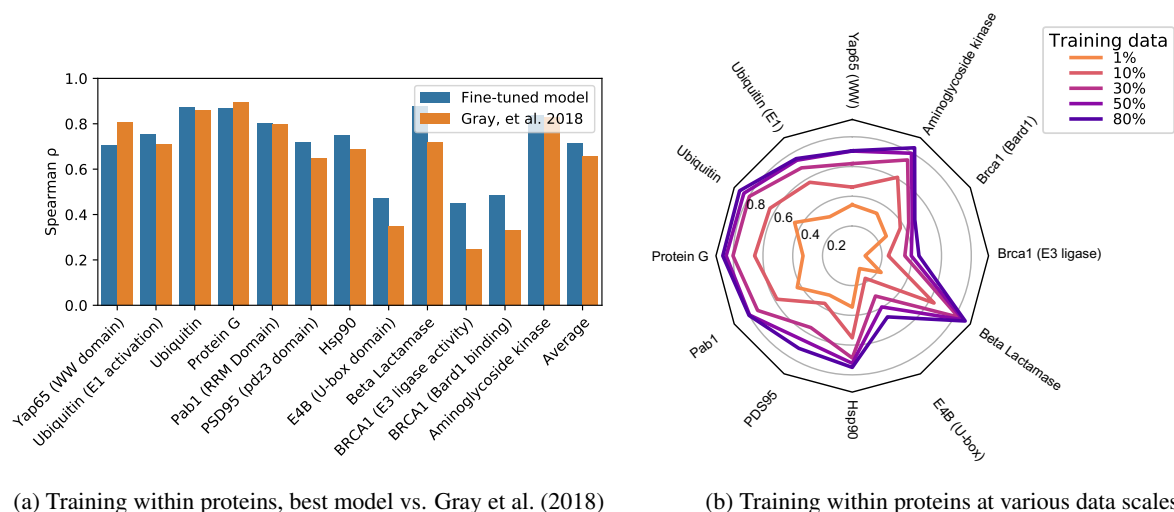 1.0
0.8
0.6
0.4
0.2
0.0
Spearman ρ
Fine-tuned model
Gray, et al. 2018
Yap65 (WW domain)
Ubiquitin (E1 activation)
Ubiquitin
Protein G
Pab1 (RRM Domain)
PSD95 (pdz3 domain)
Hsp90
E4B (U-box domain)
Beta Lactamase
BRCA1 (E3 ligase activity)
BRCA1 (Bard1 binding)
Aminoglycoside kinase
Average
(a) Training within proteins, best model vs. Gray et al. (2018)
Training data
1%
10%
30%
50%
80%
Brca1 (E3 ligase)
Brca1 (Bard1)
Aminoglycoside kinase
Yap65 (WW)
Ubiquitin (E1)
Ubiquitin
Protein G
Pab1
PDS95
Hsp90
E4B (U-box)
Beta Lactamase
0.8
0.6
0.4
0.2
(b) Training within proteins at various data scales